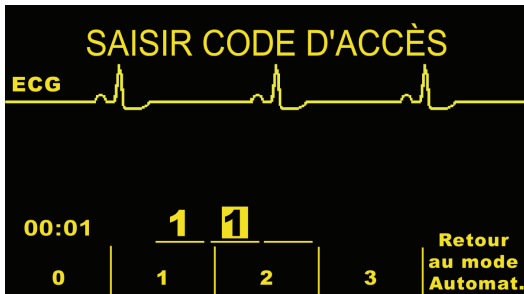 SAISIR CODE D'ACCÈS
ECG
00:01 1 1
0 1 2 3 Retour
au mode
Automat.